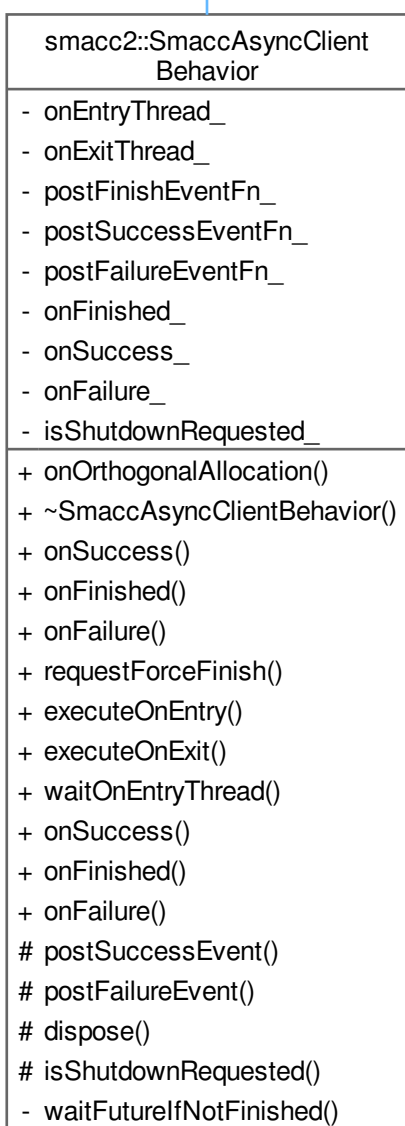 smacc2::SmaccAsyncClient
Behavior
- onEntryThread_
- onExitThread_
- postFinishEventFn_
- postSuccessEventFn_
- postFailureEventFn_
- onFinished_
- onSuccess_
- onFailure_
- isShutdownRequested_
+ onOrthogonalAllocation()
+ ~SmaccAsyncClientBehavior()
+ onSuccess()
+ onFinished()
+ onFailure()
+ requestForceFinish()
+ executeOnEntry()
+ executeOnExit()
+ waitOnEntryThread()
+ onSuccess()
+ onFinished()
+ onFailure()
# postSuccessEvent()
# postFailureEvent()
# dispose()
# isShutdownRequested()
- waitFutureIfNotFinished()